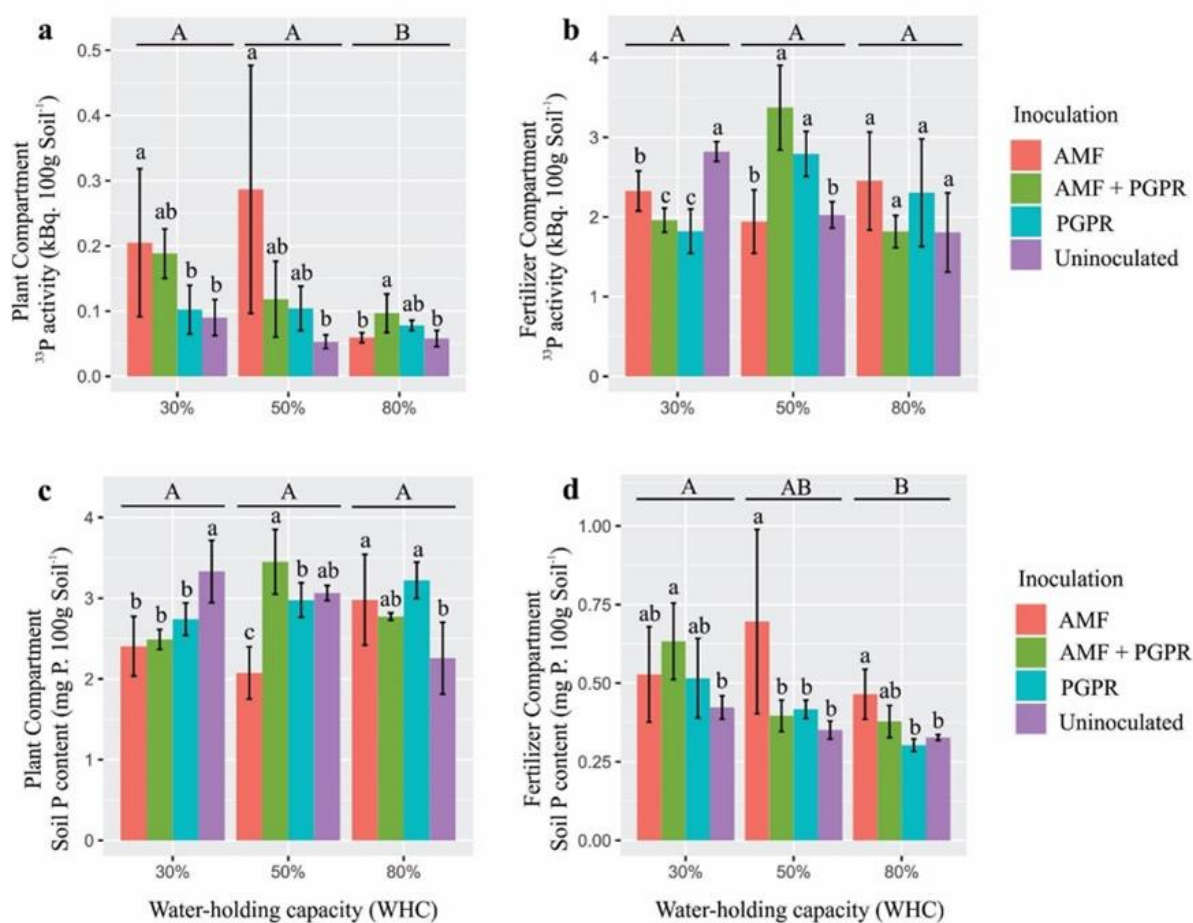 a
A A B
Plant Compartment
³³P activity (kBq. 100g Soil⁻¹)
0.5
0.4
0.3
0.2
0.1
0.0
a ab b b
a ab ab b
b a ab b
30% 50% 80%
b
A A A
Fertilizer Compartment
³³P activity (kBq. 100g Soil⁻¹)
4
3
2
1
0
b c c a
b a a b
a a a a
30% 50% 80%
Inoculation
AMF
AMF + PGPR
PGPR
Uninoculated
c
A A A
Plant Compartment
Soil P content (mg P. 100g Soil⁻¹)
4
3
2
1
0
b b b a
c a b ab
a ab a b
30% 50% 80%
Water-holding capacity (WHC)
d
A AB B
Fertilizer Compartment
Soil P content (mg P. 100g Soil⁻¹)
1.00
0.75
0.50
0.25
0.00
ab a ab b
a b b b
a ab b b
30% 50% 80%
Water-holding capacity (WHC)
Inoculation
AMF
AMF + PGPR
PGPR
Uninoculated